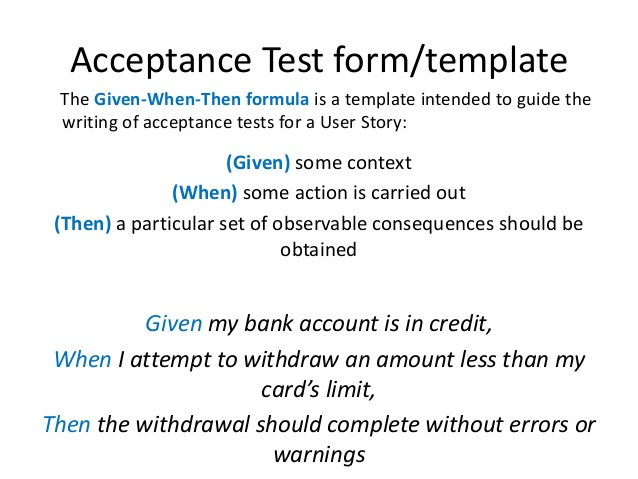 Acceptance Test form/template
The Given-When-Then formula is a template intended to guide the
writing of acceptance tests for a User Story:
(Given) some context
(When) some action is carried out
(Then) a particular set of observable consequences should be
obtained
Given my bank account is in credit,
When I attempt to withdraw an amount less than my
card’s limit,
Then the withdrawal should complete without errors or
warnings